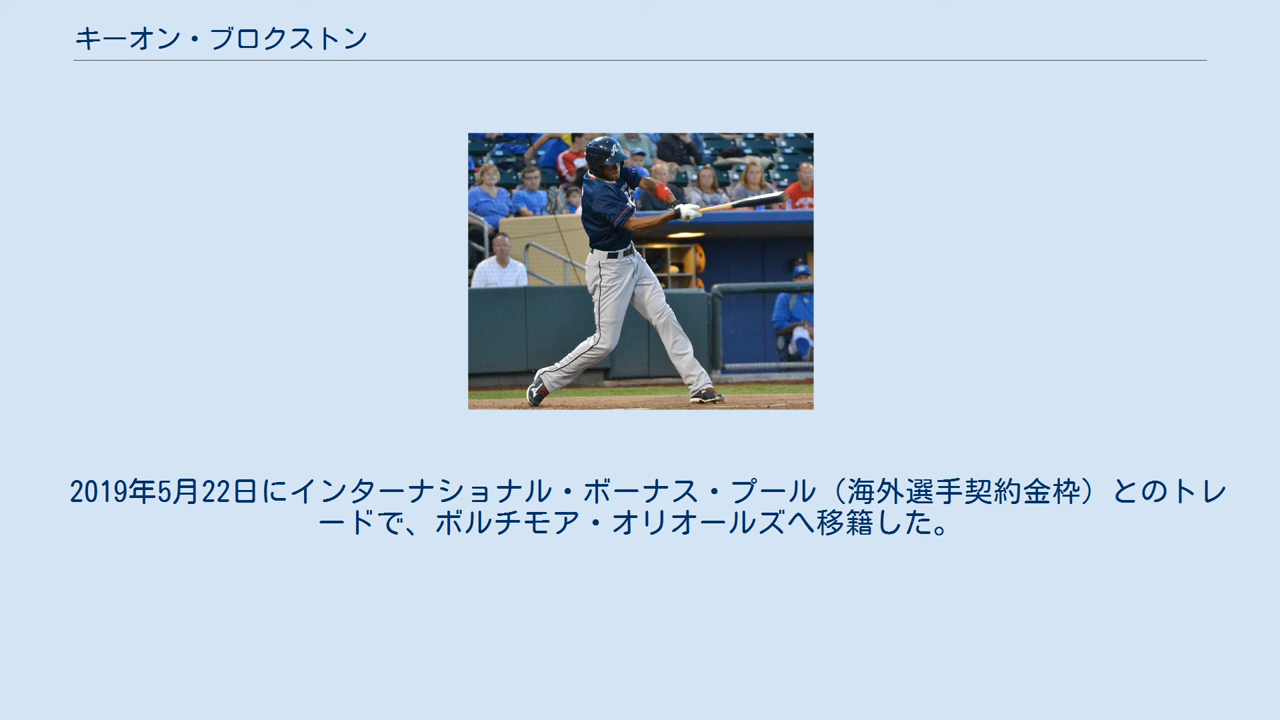 キーオン・ブロクストン
2019年5月22日にインターナショナル・ボーナス・プール（海外選手契約金枠）とのトレ
ードで、ボルチモア・オリオールズへ移籍した。